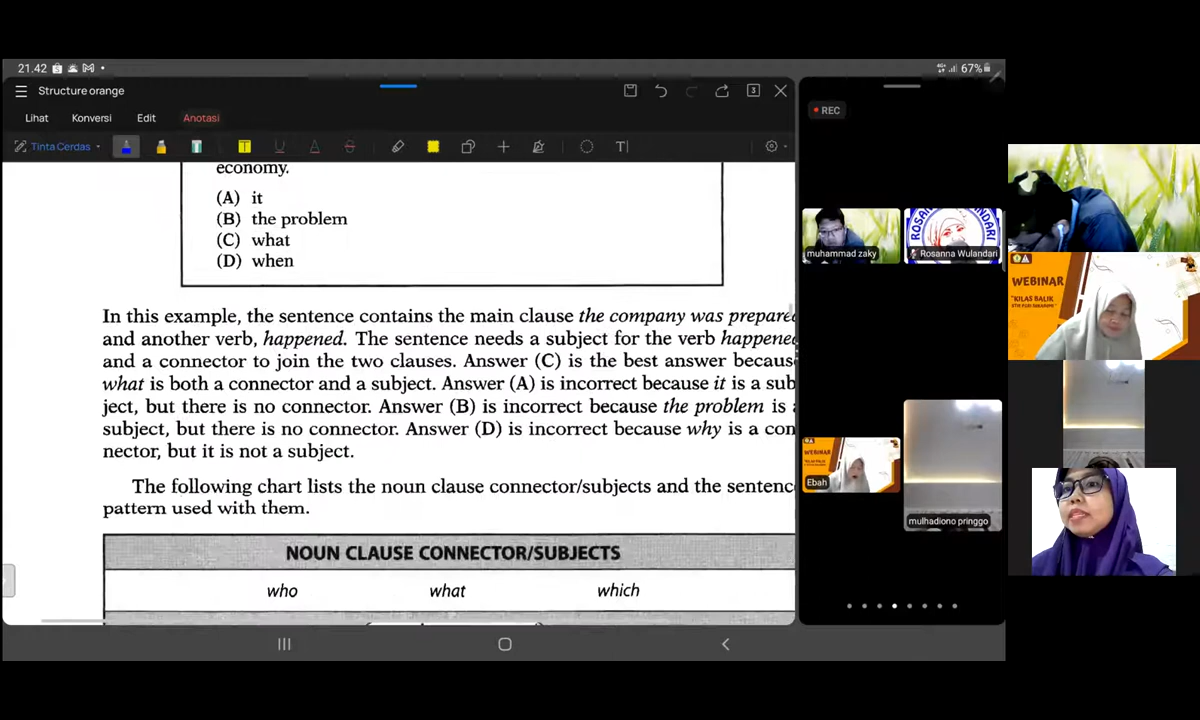 21.42
67%
Structure orange
3
Lihat Konversi Edit Anotasi
Tinta Cerdas
REC
economy.
(A) it
(B) the problem
(C) what
(D) when
In this example, the sentence contains the main clause the company was prepared
and another verb, happened. The sentence needs a subject for the verb happened
and a connector to join the two clauses. Answer (C) is the best answer becaus
what is both a connector and a subject. Answer (A) is incorrect because it is a sub
ject, but there is no connector. Answer (B) is incorrect because the problem is a
subject, but there is no connector. Answer (D) is incorrect because why is a con
nector, but it is not a subject.
The following chart lists the noun clause connector/subjects and the sentenc
pattern used with them.
NOUN CLAUSE CONNECTOR/SUBJECTS
who what which
muhammad zaky
Rosanna Wulandari
WEBINAR
Ebah
mulhadiono pringgo
WEBINAR
"KILAS BALIK